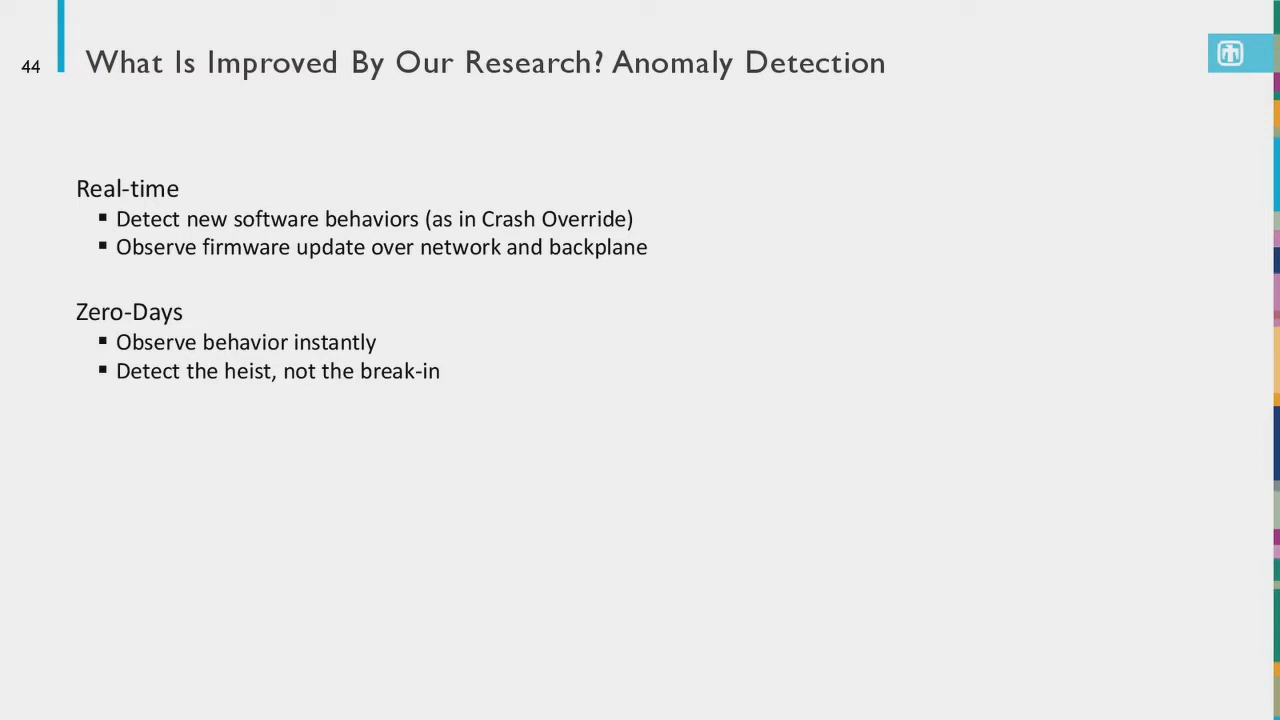 44
What Is Improved By Our Research? Anomaly Detection
Real-time
▪ Detect new software behaviors (as in Crash Override)
▪ Observe firmware update over network and backplane
Zero-Days
▪ Observe behavior instantly
▪ Detect the heist, not the break-in